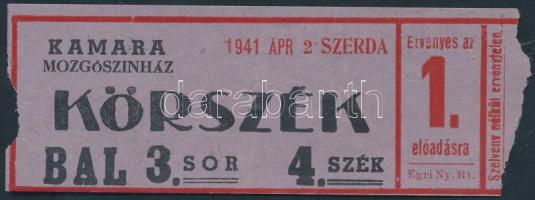 KAMARA
MOZGÓSZINHÁZ
1941 ÁPR 2 SZERDA
KÖRSZÉK
BAL 3. SOR 4. SZÉK
Érvényes az
1.
előadásra
Egri Ny. Rt.
Szelvény nélkül érvénytelen
darabanth